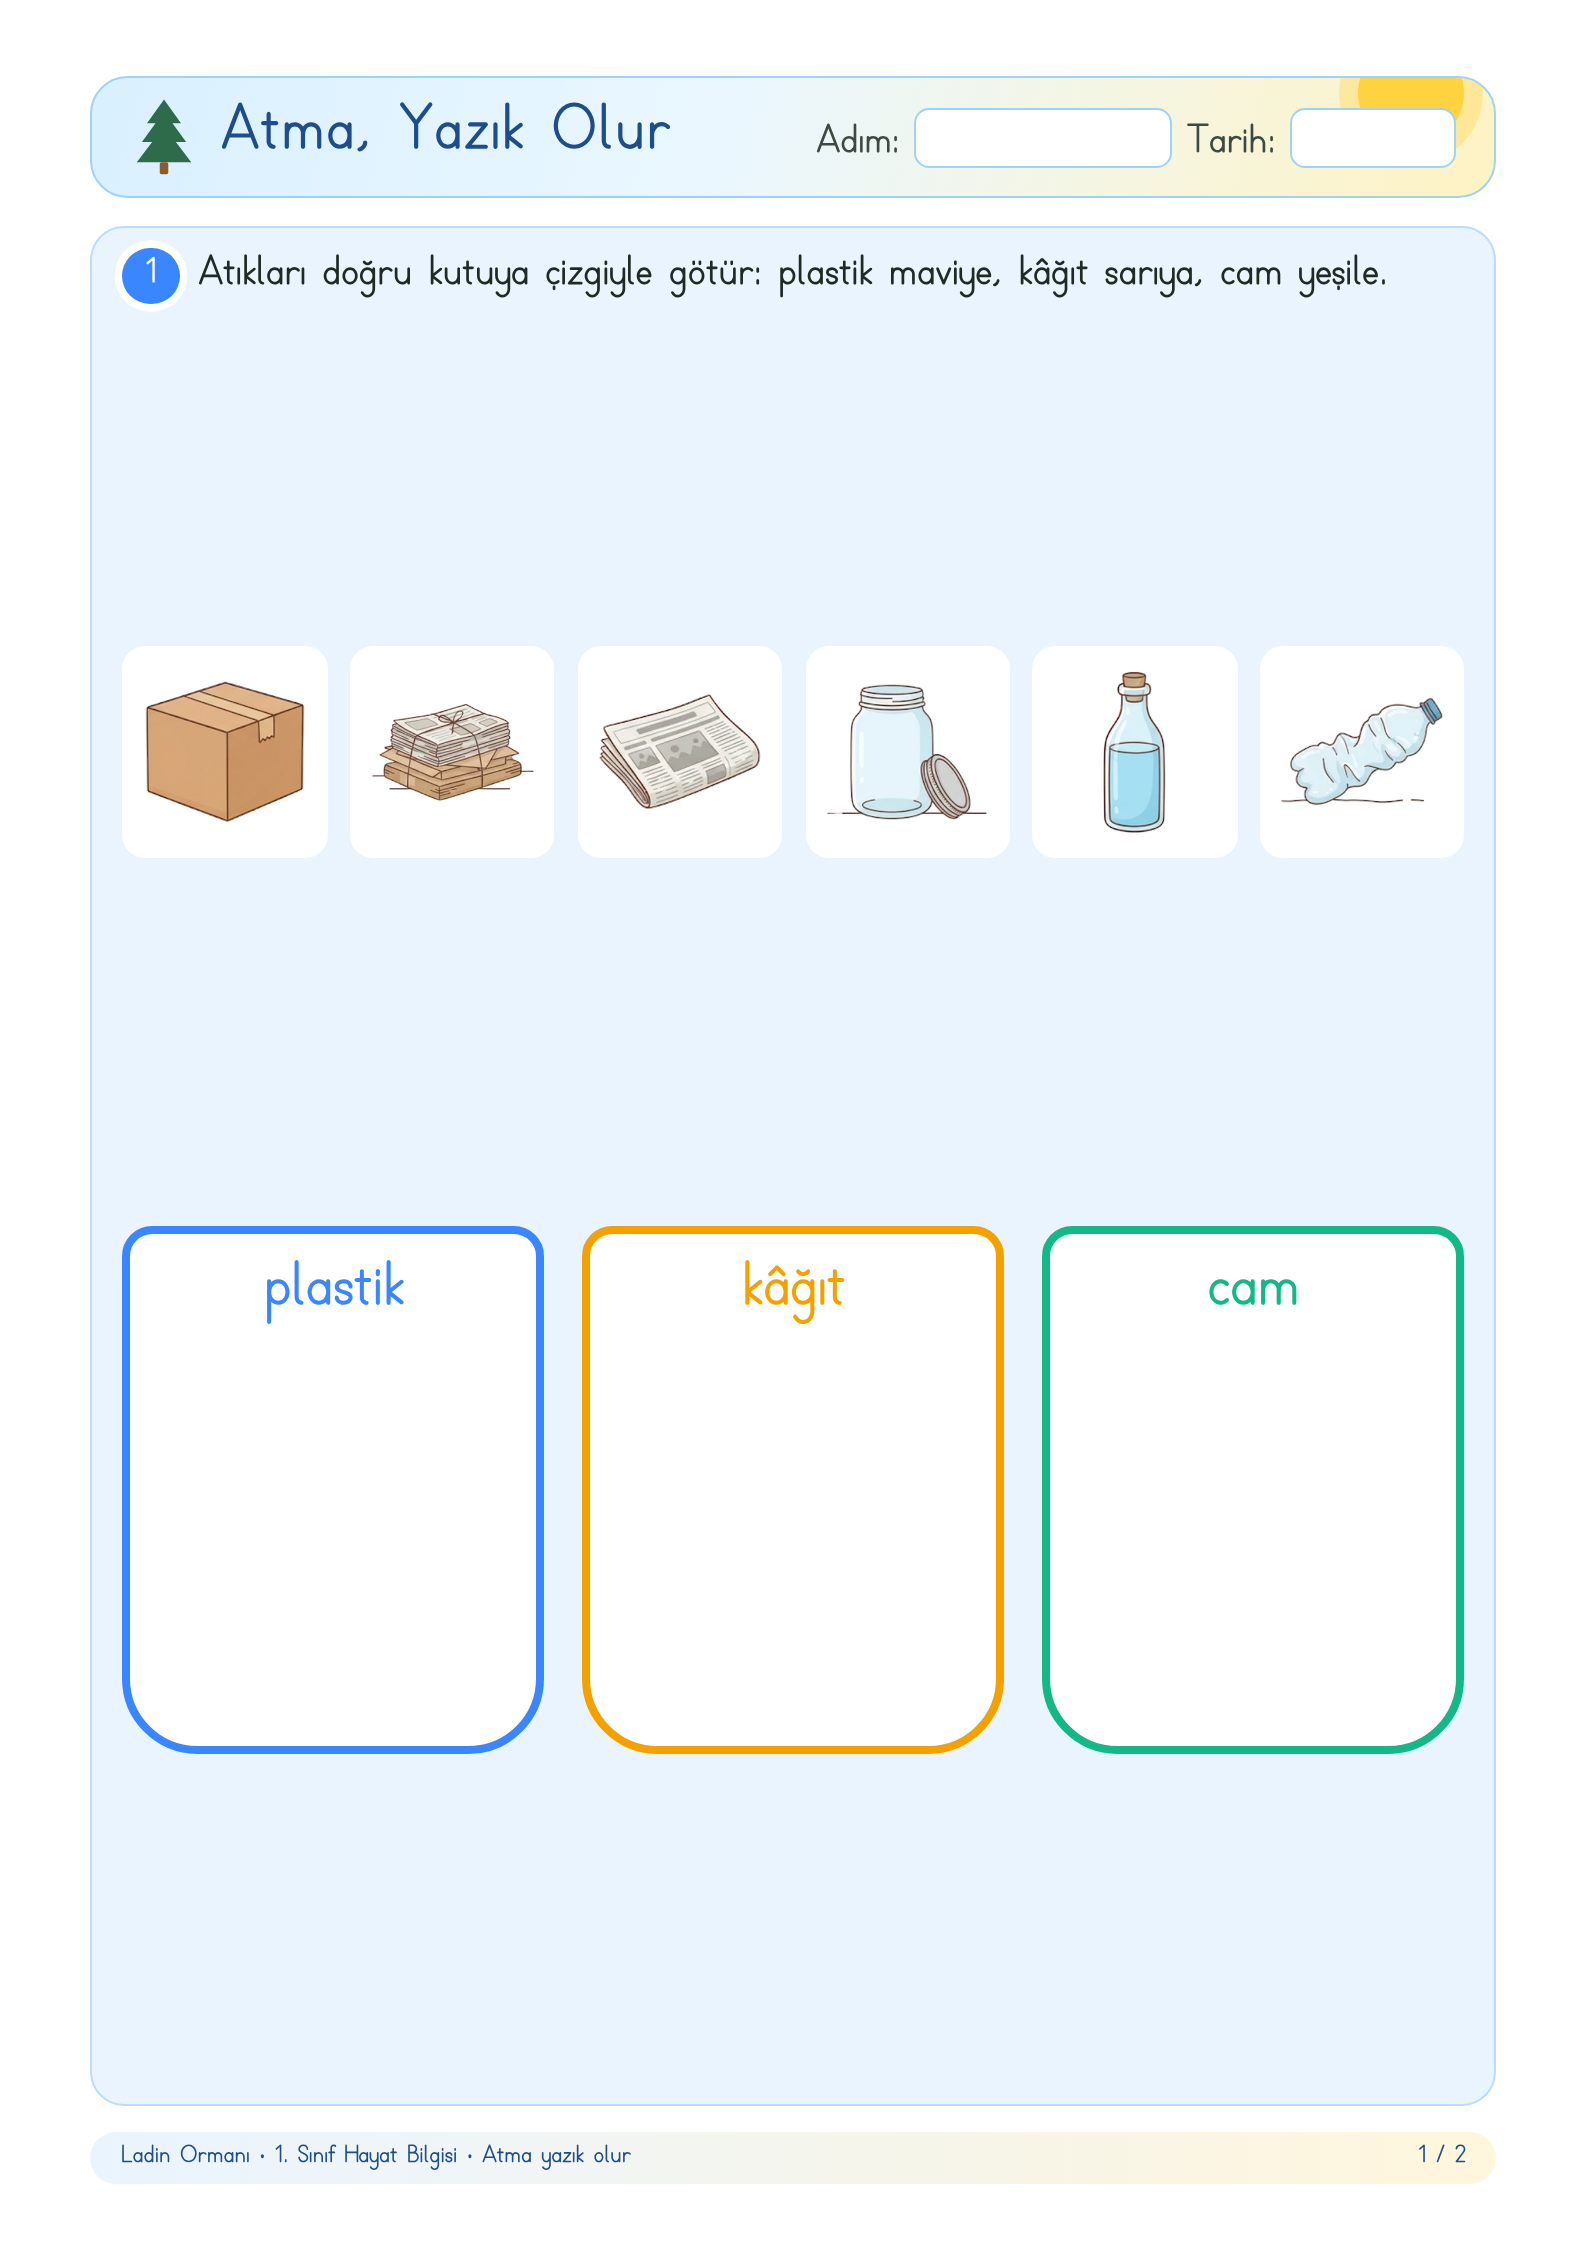 Atma, Yazık Olur
Adım:
Tarih:
1 Atıkları doğru kutuya çizgiyle götür: plastik maviye, kâğıt sarıya, cam yeşile.
plastik
kâğıt
cam
Ladin Ormanı • 1. Sınıf Hayat Bilgisi • Atma yazık olur
1 / 2